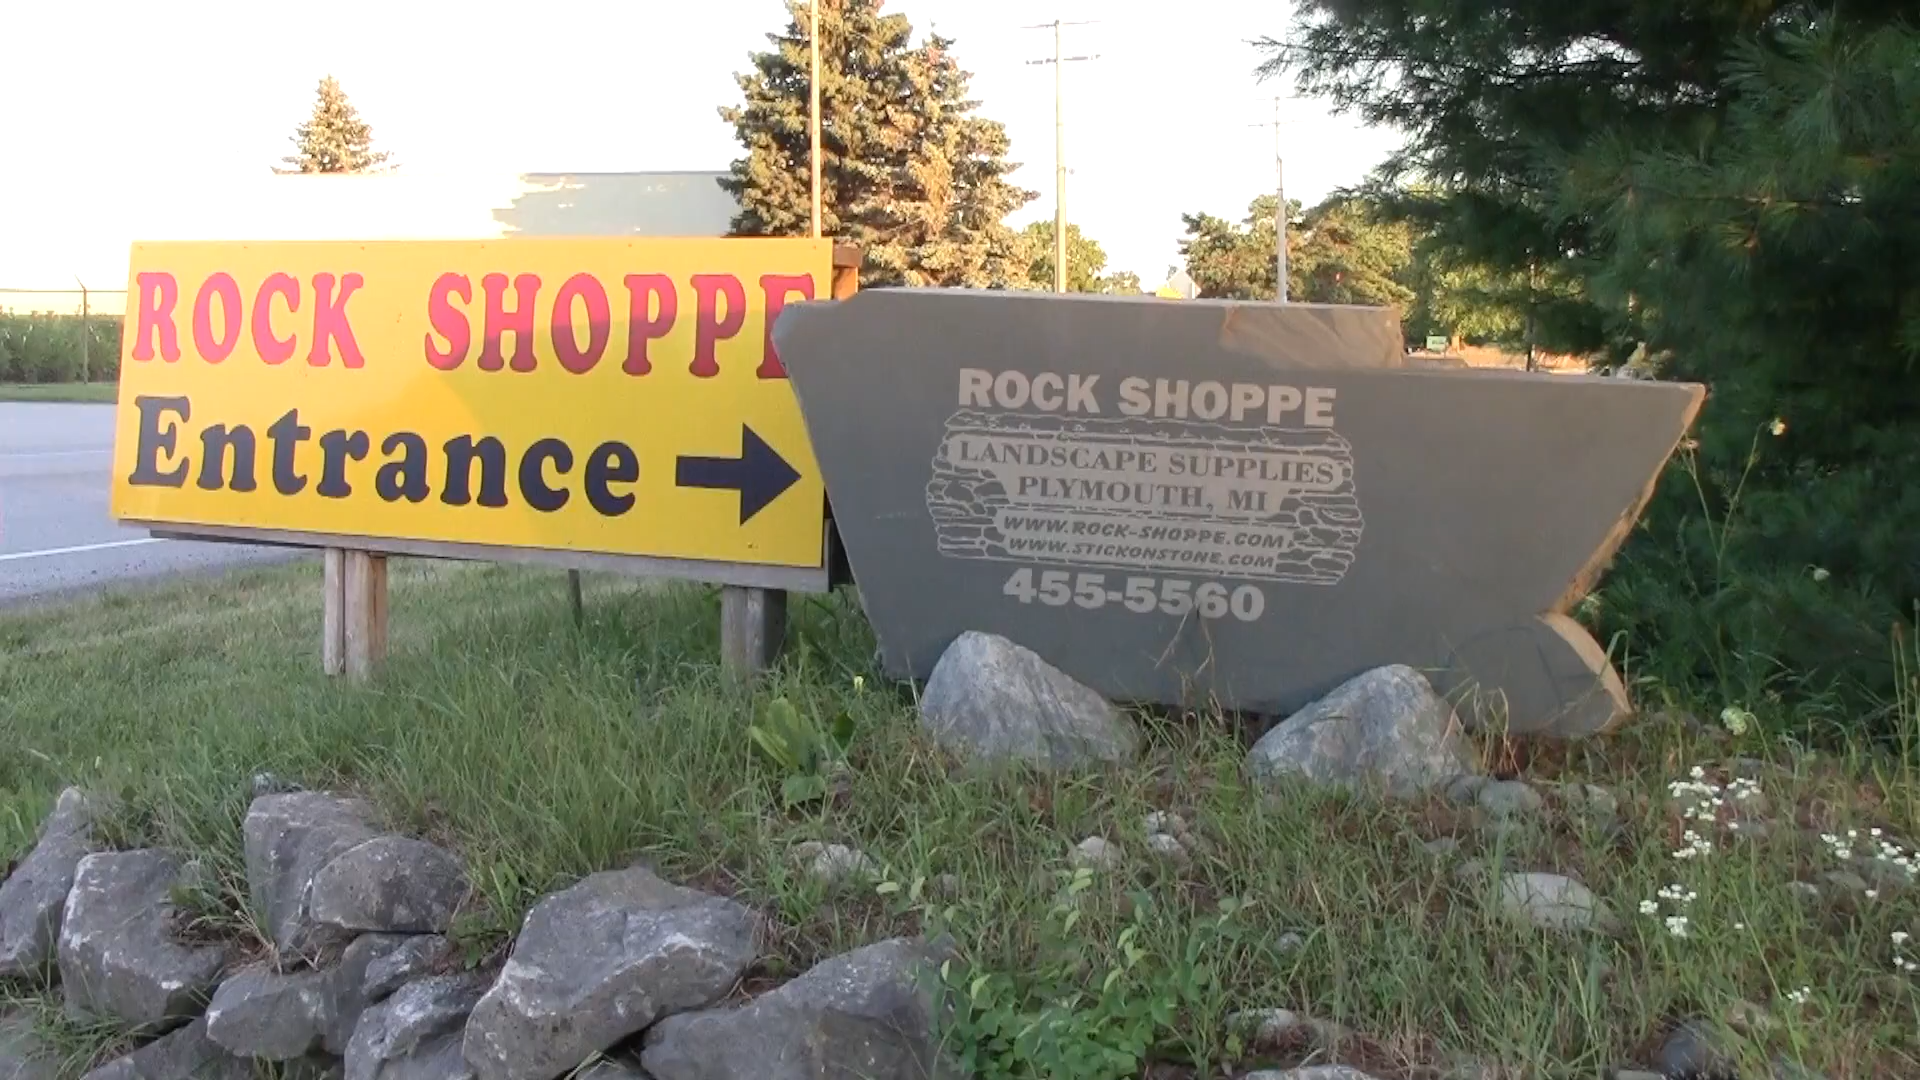 ROCK SHOPPE
Entrance
ROCK SHOPPE
LANDSCAPE SUPPLIES
PLYMOUTH, MI
WWW.ROCK-SHOPPE.COM
WWW.STICKONSTONE.COM
455-5560